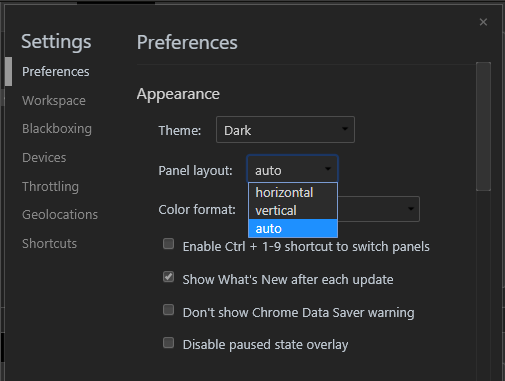 Settings
Preferences
Workspace
Blackboxing
Devices
Throttling
Geolocations
Shortcuts
Preferences
Appearance
Theme: Dark
Panel layout: auto
horizontal
vertical
auto
Color format:
Enable Ctrl + 1-9 shortcut to switch panels
Show What's New after each update
Don't show Chrome Data Saver warning
Disable paused state overlay